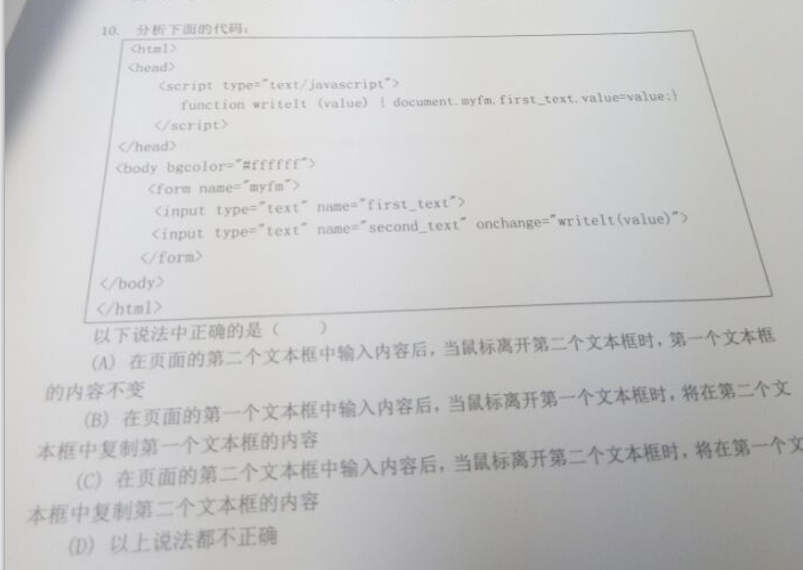 10. 分析下面的代码：
<html>
<head>
<script type="text/javascript">
function writeIt (value) { document.myfm.first_text.value=value;}
</script>
</head>
<body bgcolor="#ffffff">
<form name="myfm">
<input type="text" name="first_text">
<input type="text" name="second_text" onchange="writeIt(value)">
</form>
</body>
</html>
以下说法中正确的是（ ）
(A) 在页面的第二个文本框中输入内容后，当鼠标离开第二个文本框时，第一个文本框
的内容不变
(B) 在页面的第一个文本框中输入内容后，当鼠标离开第一个文本框时，将在第二个文
本框中复制第一个文本框的内容
(C) 在页面的第二个文本框中输入内容后，当鼠标离开第二个文本框时，将在第一个文
本框中复制第二个文本框的内容
(D) 以上说法都不正确